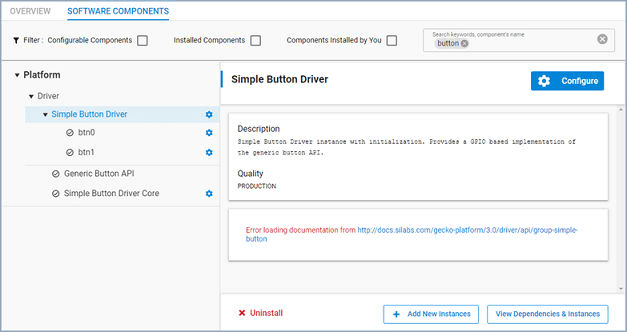 OVERVIEW SOFTWARE COMPONENTS
Filter : Configurable Components Installed Components Components Installed by You
Search keywords, component's name
button
Platform
Driver
Simple Button Driver
btn0
btn1
Generic Button API
Simple Button Driver Core
Simple Button Driver
Configure
Description
Simple Button Driver instance with initialization. Provides a GPIO based implementation of
the generic button API.
Quality
PRODUCTION
Error loading documentation from http://docs.silabs.com/gecko-platform/3.0/driver/api/group-simple-
button
Uninstall
+ Add New Instances
View Dependencies & Instances